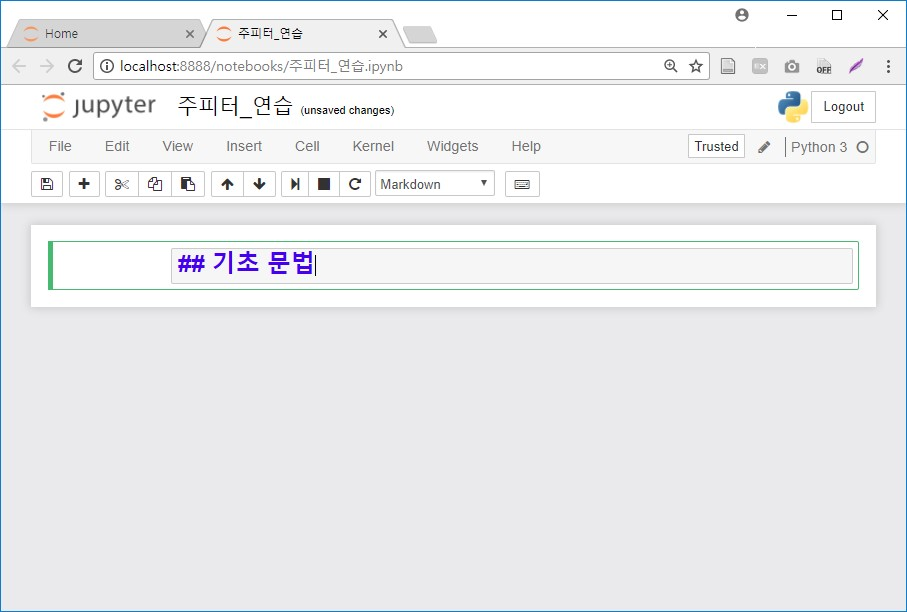 Home
주피터_연습
localhost:8888/notebooks/주피터_연습.ipynb
OFF
jupyter 주피터_연습 (unsaved changes)
Logout
File Edit View Insert Cell Kernel Widgets Help
Trusted
Python 3
Markdown
## 기초 문법